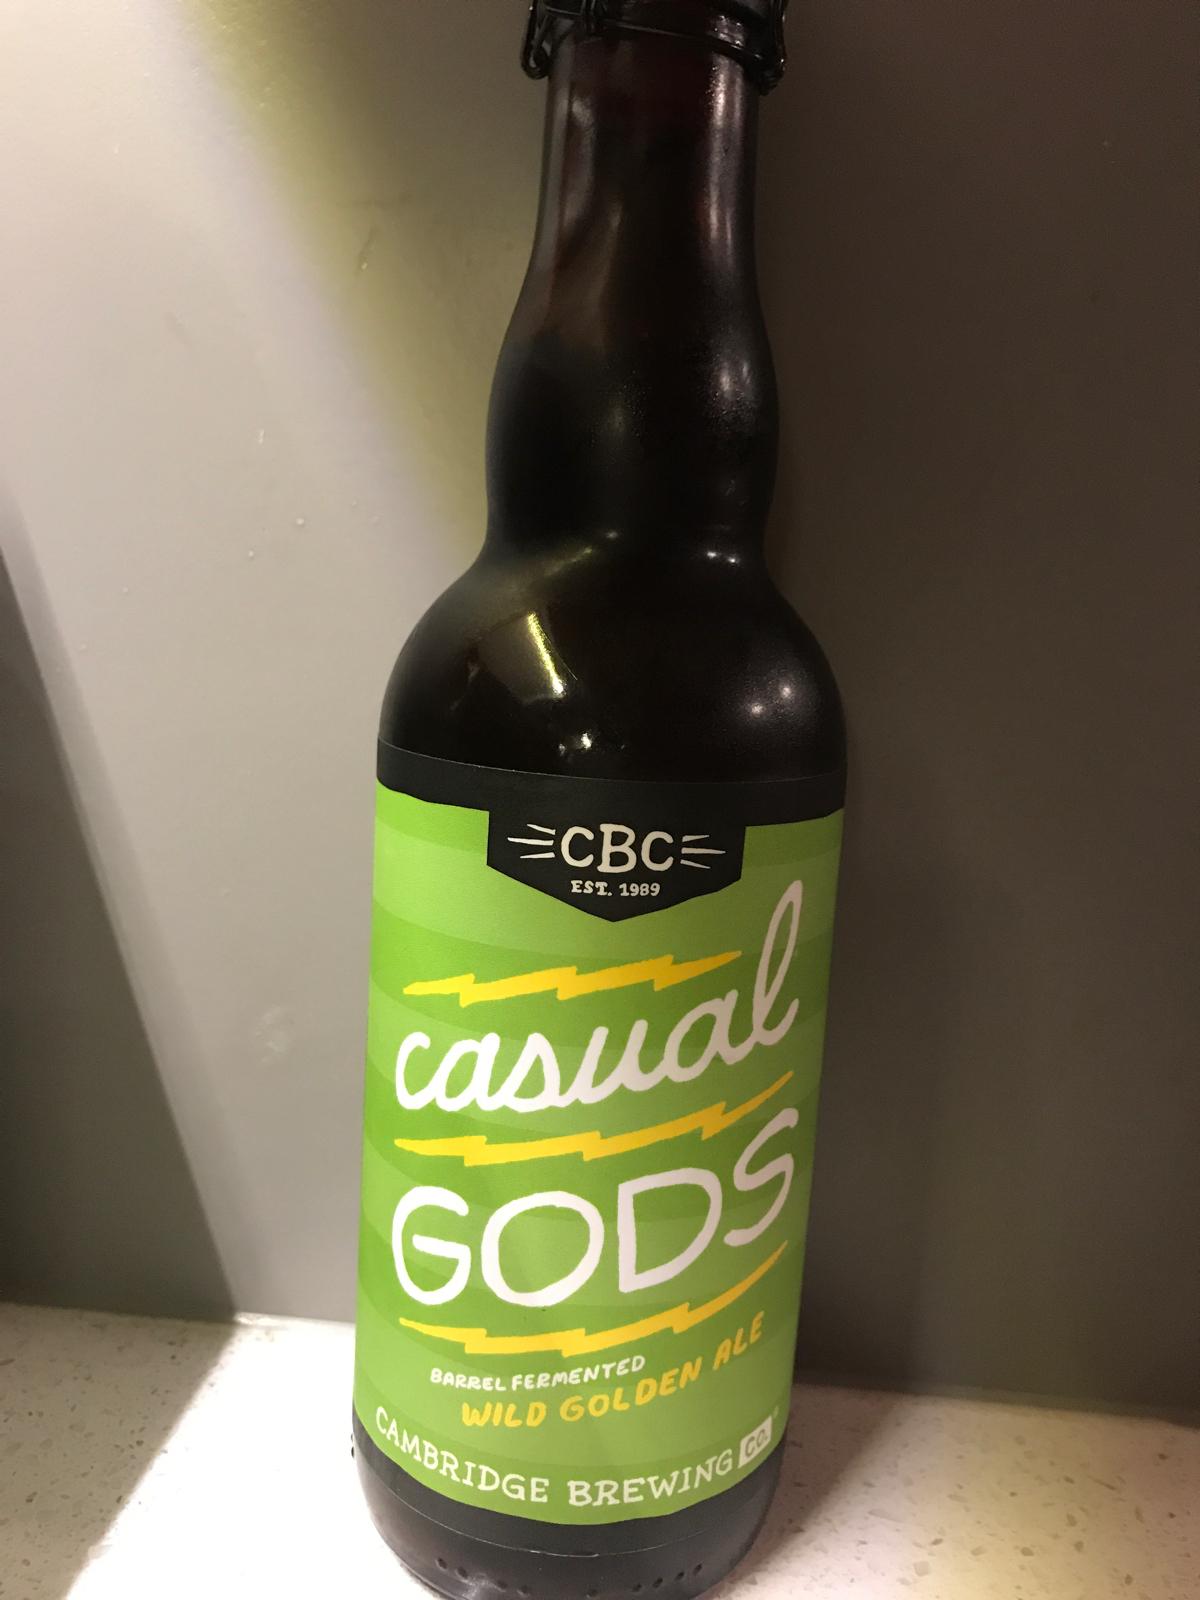 CBC
EST. 1989
casual
GODS
BARREL FERMENTED
WILD GOLDEN ALE
CAMBRIDGE BREWING CO.